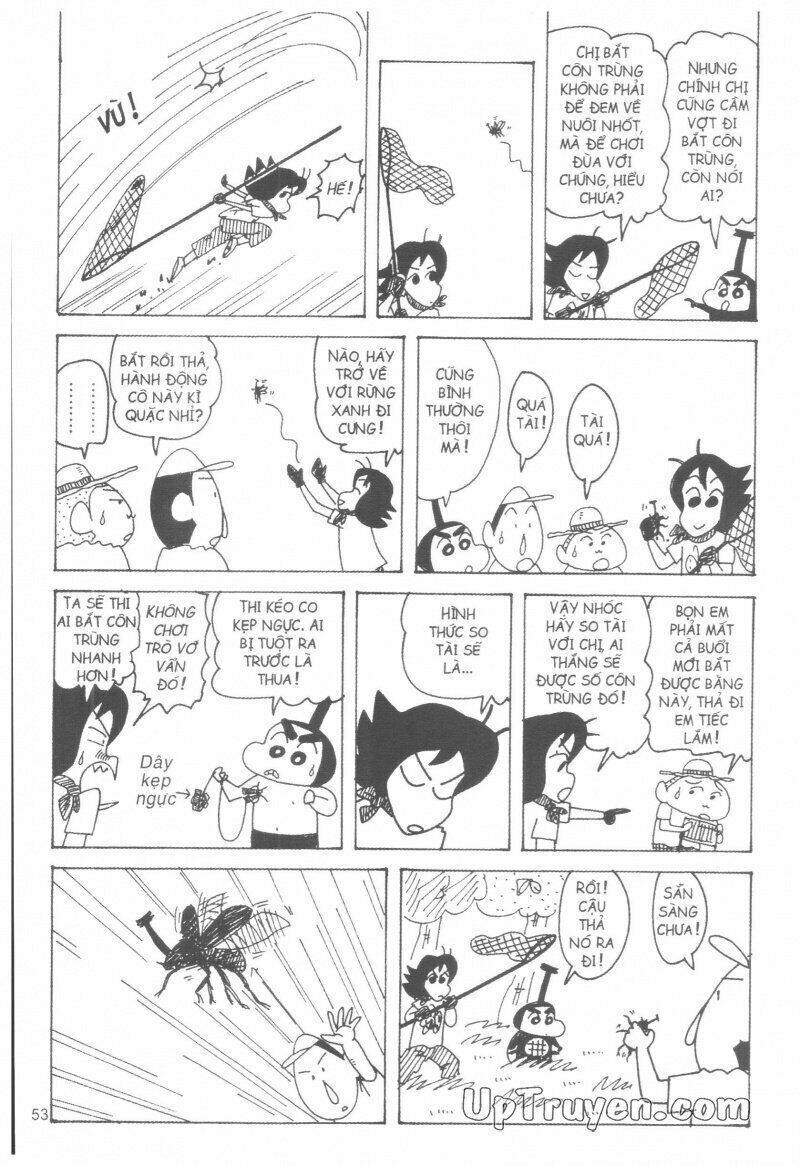 NHƯNG
CHÍNH CHỊ
CŨNG CẦM
VỢT ĐI
BẮT CÔN
TRÙNG,
CÒN NÓI
AI?
CHỊ BẮT
CÔN TRÙNG
KHÔNG PHẢI
ĐỂ ĐEM VỀ
NUÔI NHỐT,
MÀ ĐỂ CHƠI
ĐÙA VỚI
CHÚNG, HIỂU
CHƯA?
HẾ!
VÙ!
TÀI
QUÁ!
QUÁ
TÀI!
CŨNG
BÌNH
THƯỜNG
THÔI
MÀ!
NÀO, HÃY
TRỞ VỀ
VỚI RỪNG
XANH ĐI
CƯNG!
BẮT RỒI THẢ,
HÀNH ĐỘNG
CÔ NÀY KÌ
QUẶC NHỈ?
........
BỌN EM
PHẢI MẤT
CẢ BUỔI
MỚI BẮT
ĐƯỢC BẰNG
NÀY, THẢ ĐI
EM TIẾC
LẮM!
VẬY NHÓC
HÃY SO TÀI
VỚI CHỊ, AI
THẮNG SẼ
ĐƯỢC SỐ CÔN
TRÙNG ĐÓ!
HÌNH
THỨC SO
TÀI SẼ
LÀ...
THI KÉO CO
KẸP NGỰC. AI
BỊ TUỘT RA
TRƯỚC LÀ
THUA!
Dây
kẹp
ngực
KHÔNG
CHƠI
TRÒ VỚ
VẨN
ĐÓ!
TA SẼ THI
AI BẮT CÔN
TRÙNG
NHANH
HƠN!
SẴN
SÀNG
CHƯA!
RỒI!
CẬU
THẢ
NÓ RA
ĐI!
53
UpTruyen.com